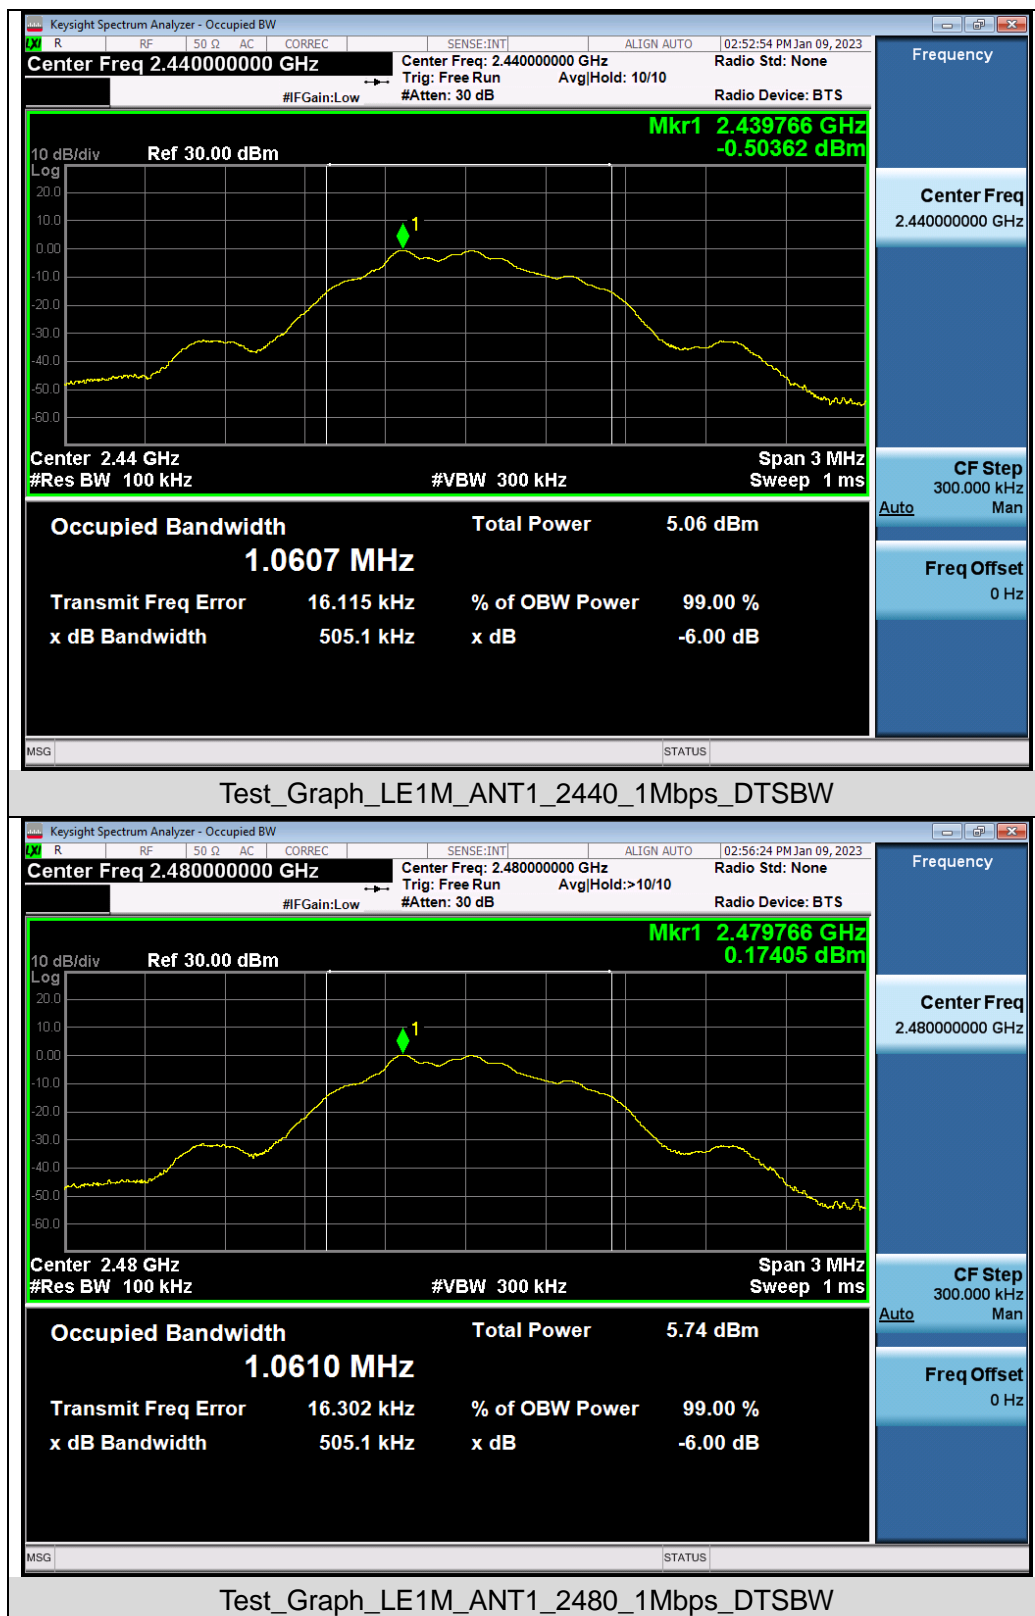 Keysight Spectrum Analyzer - Occupied BW
LXI R RF 50 Ω AC CORREC SENSE:INT ALIGN AUTO 02:52:54 PM Jan 09, 2023
Center Freq 2.440000000 GHz Center Freq: 2.440000000 GHz Radio Std: None
Trig: Free Run Avg|Hold: 10/10
#IFGain:Low #Atten: 30 dB Radio Device: BTS
Frequency
Mkr1 2.439766 GHz
10 dB/div Ref 30.00 dBm -0.50362 dBm
Log
20.0
10.0
0.00
-10.0
-20.0
-30.0
-40.0
-50.0
-60.0
1
Center 2.44 GHz Span 3 MHz
#Res BW 100 kHz #VBW 300 kHz Sweep 1 ms
Center Freq
2.440000000 GHz
CF Step
300.000 kHz
Auto Man
Freq Offset
0 Hz
Occupied Bandwidth Total Power 5.06 dBm
1.0607 MHz
Transmit Freq Error 16.115 kHz % of OBW Power 99.00 %
x dB Bandwidth 505.1 kHz x dB -6.00 dB
MSG STATUS
Test_Graph_LE1M_ANT1_2440_1Mbps_DTSBW
Keysight Spectrum Analyzer - Occupied BW
LXI R RF 50 Ω AC CORREC SENSE:INT ALIGN AUTO 02:56:24 PM Jan 09, 2023
Center Freq 2.480000000 GHz Center Freq: 2.480000000 GHz Radio Std: None
Trig: Free Run Avg|Hold:>10/10
#IFGain:Low #Atten: 30 dB Radio Device: BTS
Frequency
Mkr1 2.479766 GHz
10 dB/div Ref 30.00 dBm 0.17405 dBm
Log
20.0
10.0
0.00
-10.0
-20.0
-30.0
-40.0
-50.0
-60.0
1
Center 2.48 GHz Span 3 MHz
#Res BW 100 kHz #VBW 300 kHz Sweep 1 ms
Center Freq
2.480000000 GHz
CF Step
300.000 kHz
Auto Man
Freq Offset
0 Hz
Occupied Bandwidth Total Power 5.74 dBm
1.0610 MHz
Transmit Freq Error 16.302 kHz % of OBW Power 99.00 %
x dB Bandwidth 505.1 kHz x dB -6.00 dB
MSG STATUS
Test_Graph_LE1M_ANT1_2480_1Mbps_DTSBW